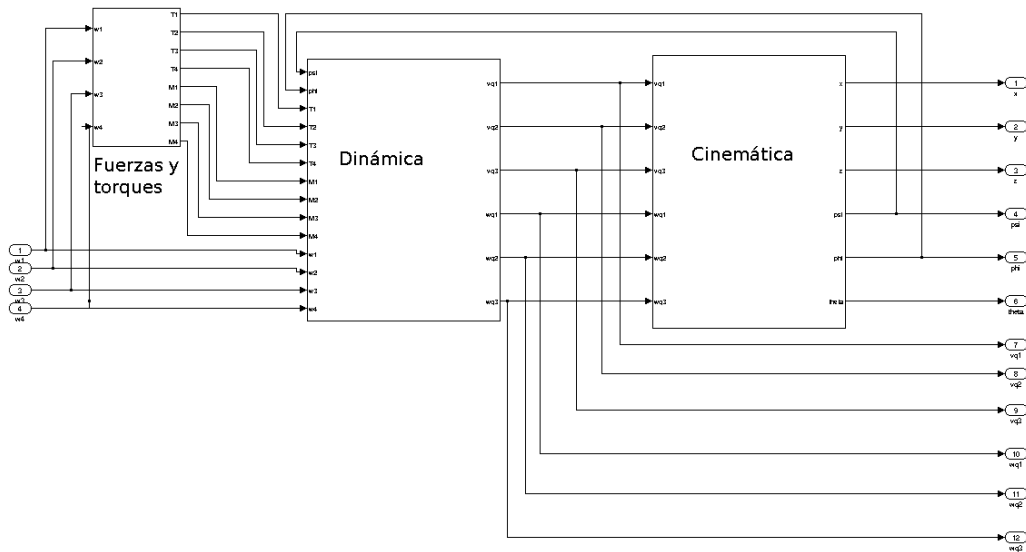 w1
w2
w3
w4
T1
T2
T3
T4
M1
M2
M3
M4
Fuerzas y
torques
1
w1
2
w2
3
w3
4
w4
psi
phi
T1
T2
T3
T4
M1
M2
M3
M4
w1
w2
w3
w4
Dinámica
vq1
vq2
vq3
wq1
wq2
wq3
vq1
vq2
vq3
wq1
wq2
wq3
Cinemática
x
y
z
psi
phi
theta
1
x
2
y
3
z
4
psi
5
phi
6
theta
7
vq1
8
vq2
9
vq3
10
wq1
11
wq2
12
wq3